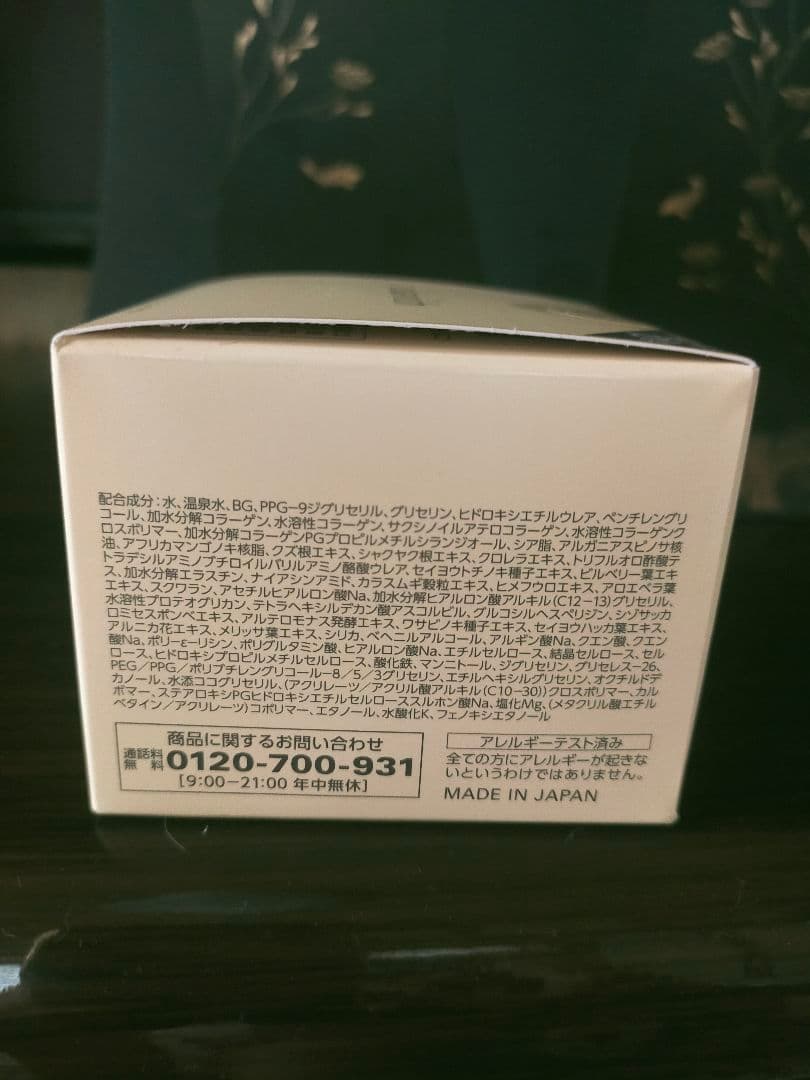 配合成分：水、温泉水、BG、PPG−9ジグリセリル、グリセリン、ヒドロキシエチルウレア、ペンチレングリ
コール、加水分解コラーゲン、水溶性コラーゲン、サクシノイルアテロコラーゲン、水溶性コラーゲンク
ロスポリマー、加水分解コラーゲンPGプロピルメチルシランジオール、シア脂、アルガニアスピノサ核
油、アフリカマンゴノキ核脂、クズ根エキス、シャクヤク根エキス、クロレラエキス、トリフルオロ酢酸テ
トラデシルアミノブチロイルバリルアミノ酪酸ウレア、セイヨウトチノキ種子エキス、ビルベリー葉エキ
ス、加水分解エラスチン、ナイアシンアミド、カラスムギ穀粒エキス、ヒメフウロエキス、アロエベラ葉
エキス、スクワラン、アセチルヒアルロン酸Na、加水分解ヒアルロン酸アルキル(C12−13)グリセリル、
水溶性プロテオグリカン、テトラヘキシルデカン酸アスコルビル、グルコシルヘスペリジン、シゾサッカ
ロミセスポンベエキス、アルテロモナス発酵エキス、ワサビノキ種子エキス、セイヨウハッカ葉エキス、
アルニカ花エキス、メリッサ葉エキス、シリカ、ベヘニルアルコール、アルギン酸Na、クエン酸、クエン
酸Na、ポリ−ε−リシン、ポリグルタミン酸、ヒアルロン酸Na、エチルセルロース、結晶セルロース、セル
ロース、ヒドロキシプロピルメチルセルロース、酸化鉄、マンニトール、ジグリセリン、グリセレス−26、
PEG／PPG／ポリブチレングリコール−8／5／3グリセリン、エチルヘキシルグリセリン、オクチルドデ
カノール、水添ココグリセリル、(アクリレーツ／アクリル酸アルキル(C10−30))クロスポリマー、カル
ボマー、ステアロキシPGヒドロキシエチルセルローススルホン酸Na、塩化Mg、(メタクリル酸エチル
ベタイン／アクリレーツ)コポリマー、エタノール、水酸化K、フェノキシエタノール
商品に関するお問い合わせ
通話料無料 0120-700-931
[9:00−21:00 年中無休]
アレルギーテスト済み
全ての方にアレルギーが起きな
いというわけではありません。
MADE IN JAPAN